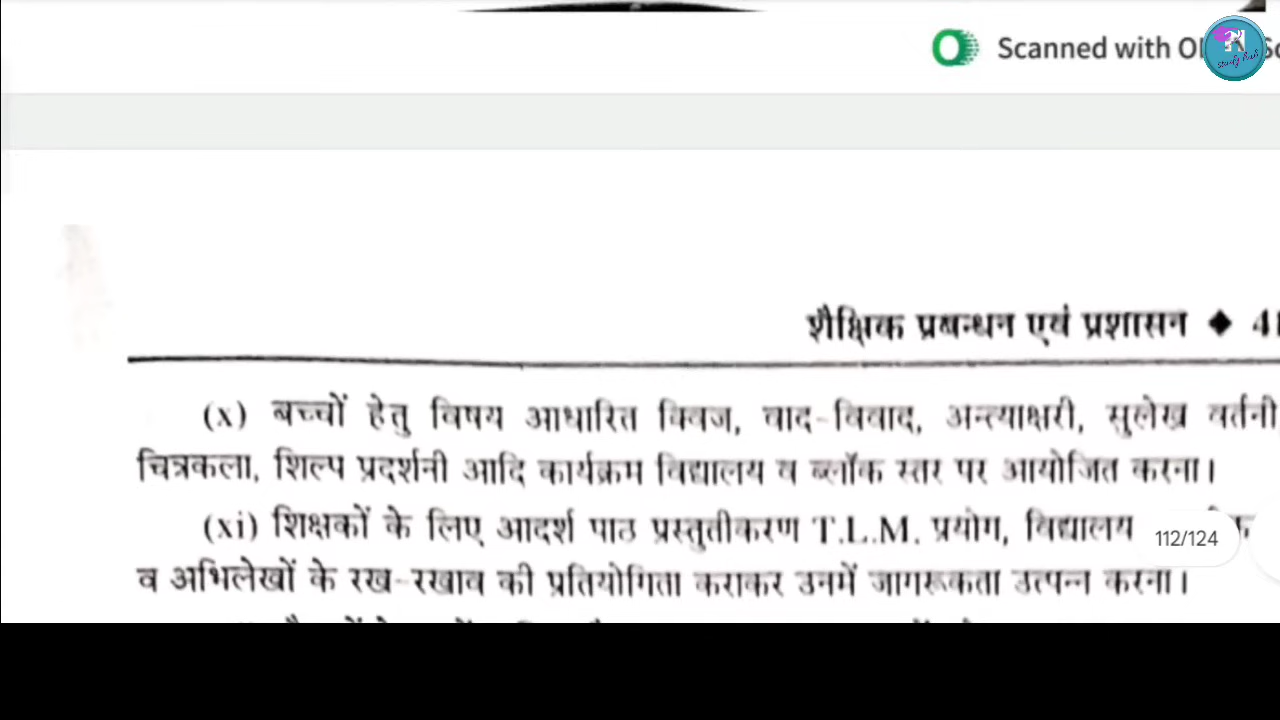 Scanned with
शैक्षिक प्रबन्धन एवं प्रशासन ◆ 41
(x) बच्चों हेतु विषय आधारित क्विज, वाद-विवाद, अन्त्याक्षरी, सुलेख वर्तनी
चित्रकला, शिल्प प्रदर्शनी आदि कार्यक्रम विद्यालय व ब्लॉक स्तर पर आयोजित करना।
(xi) शिक्षकों के लिए आदर्श पाठ प्रस्तुतीकरण T.L.M. प्रयोग, विद्यालय
112/124
व अभिलेखों के रख-रखाव की प्रतियोगिता कराकर उनमें जागरूकता उत्पन्न करना।